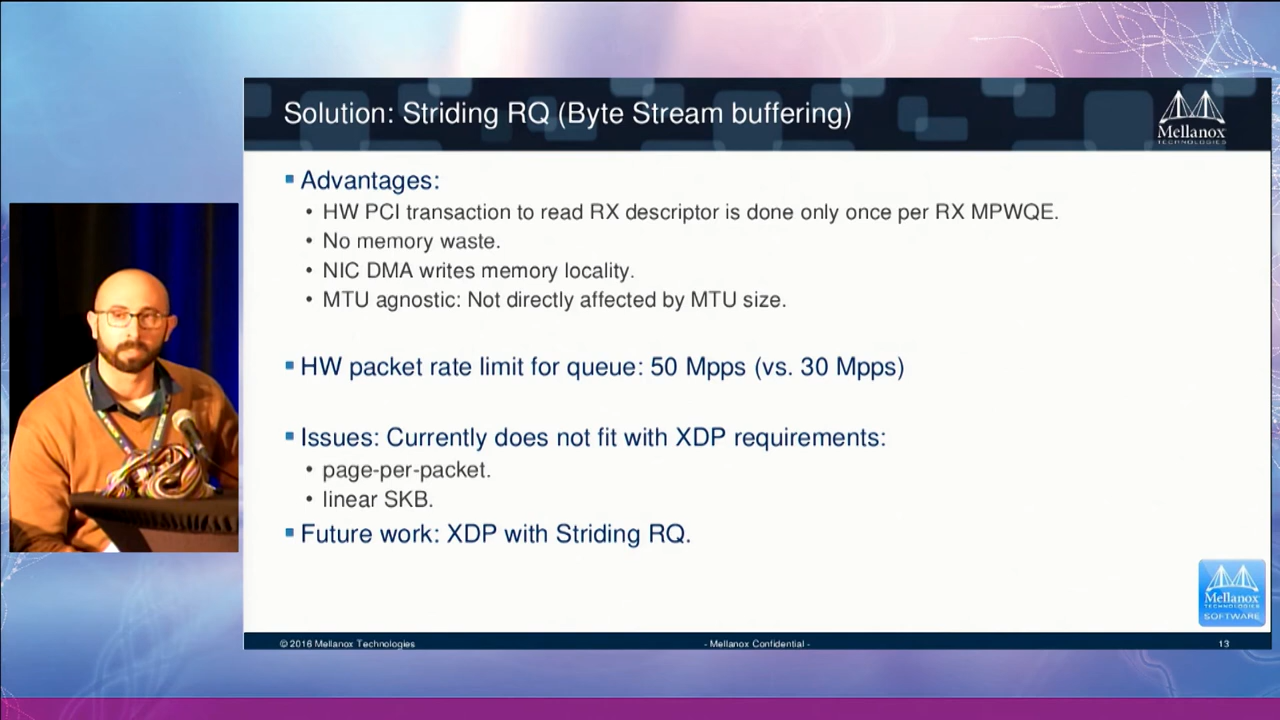 Solution: Striding RQ (Byte Stream buffering)
Mellanox
TECHNOLOGIES
Advantages:
• HW PCI transaction to read RX descriptor is done only once per RX MPWQE.
• No memory waste.
• NIC DMA writes memory locality.
• MTU agnostic: Not directly affected by MTU size.
HW packet rate limit for queue: 50 Mpps (vs. 30 Mpps)
Issues: Currently does not fit with XDP requirements:
• page-per-packet.
• linear SKB.
Future work: XDP with Striding RQ.
Mellanox
TECHNOLOGIES
SOFTWARE
© 2016 Mellanox Technologies
- Mellanox Confidential -
13